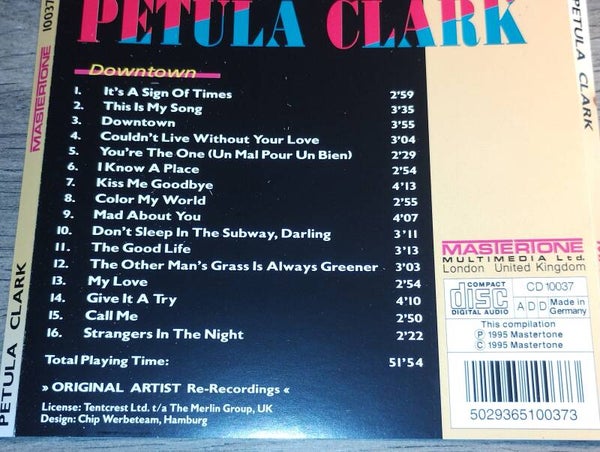 PETULA CLARK
Downtown
1. It's A Sign Of Times 2'59
2. This Is My Song 3'35
3. Downtown 3'55
4. Couldn't Live Without Your Love 3'04
5. You're The One (Un Mal Pour Un Bien) 2'29
6. I Know A Place 2'54
7. Kiss Me Goodbye 4'13
8. Color My World 2'55
9. Mad About You 4'07
10. Don't Sleep In The Subway, Darling 3'11
11. The Good Life 3'13
12. The Other Man's Grass Is Always Greener 3'03
13. My Love 2'54
14. Give It A Try 4'10
15. Call Me 2'50
16. Strangers In The Night 2'22
Total Playing Time: 51'54
» ORIGINAL ARTIST Re-Recordings «
License: Tentcrest Ltd. t/a The Merlin Group, UK
Design: Chip Werbeteam, Hamburg
MASTERTONE
MULTIMEDIA Ltd.
London United Kingdom
COMPACT
disc
DIGITAL AUDIO
CD 10037
ADD
Made in
Germany
This compilation
Ⓟ 1995 Mastertone
© 1995 Mastertone
5029365100373
MASTERTONE 10037
PETULA CLARK
PETULA CLARK